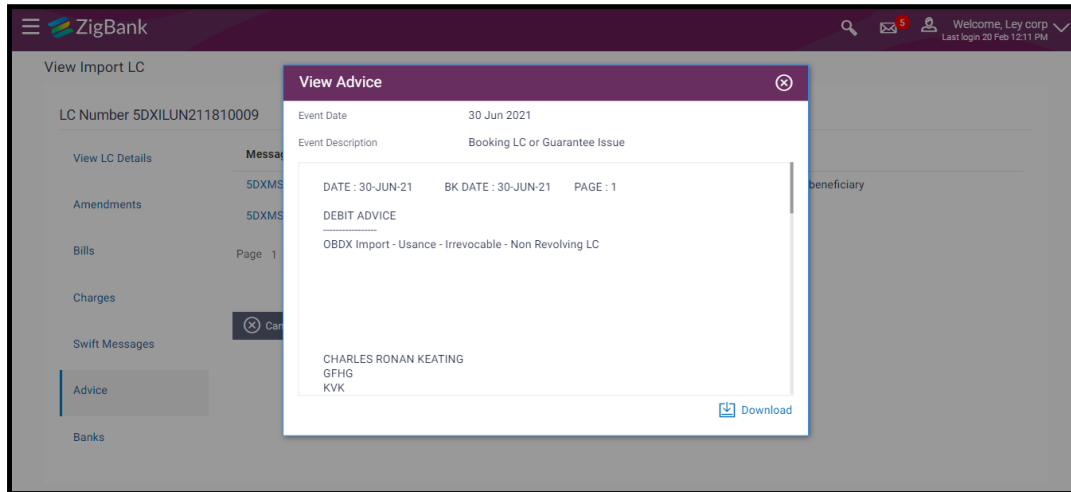 ZigBank
5
Welcome, Ley corp
Last login 20 Feb 12:11 PM
View Import LC
LC Number 5DXILUN211810009
View LC Details
Amendments
Bills
Charges
Swift Messages
Advice
Banks
5DXMS
5DXMS
Page 1
beneficiary
View Advice
Event Date 30 Jun 2021
Event Description Booking LC or Guarantee Issue
DATE : 30-JUN-21 BK DATE : 30-JUN-21 PAGE : 1
DEBIT ADVICE
-----------------
OBDX Import - Usance - Irrevocable - Non Revolving LC
CHARLES RONAN KEATING
GFHG
KVK
Download